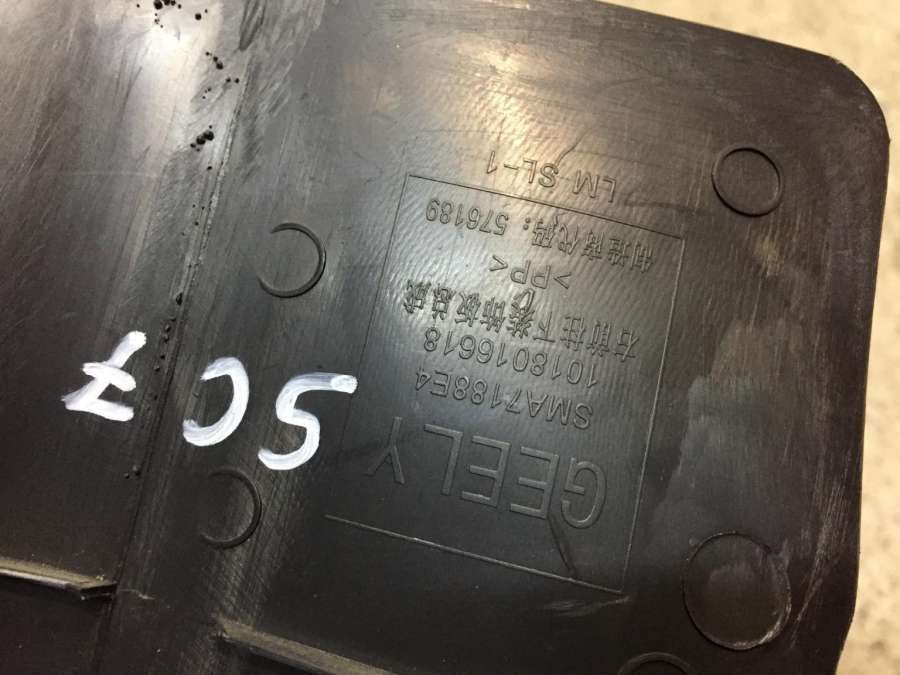 GEELY
SMA7188E4
1018016618
右前柱下装饰板总成
>PP<
制造商代码: 576189
LM SL-1